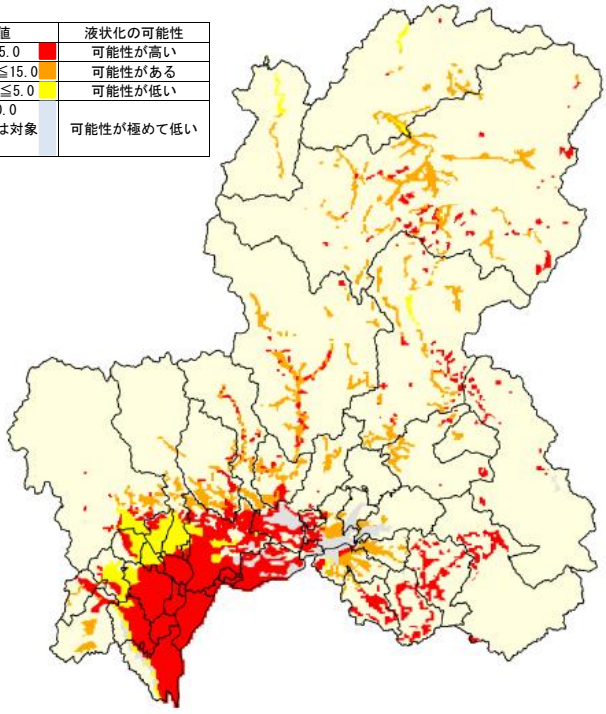 値 液状化の可能性
5.0 可能性が高い
≦15.0 可能性がある
≦5.0 可能性が低い
0.0
は対象 可能性が極めて低い